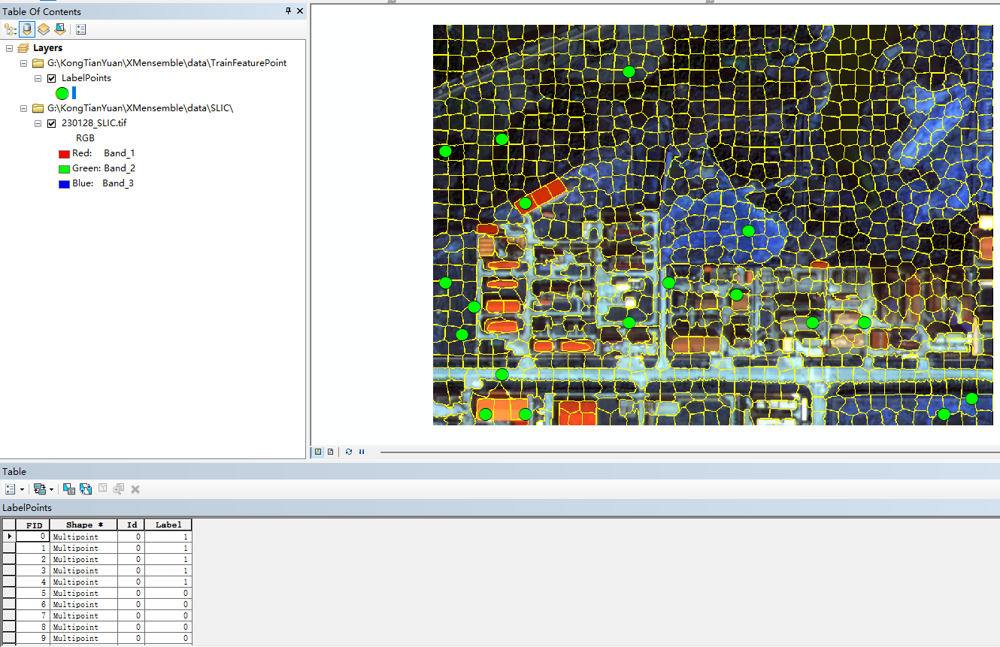 Table Of Contents
Layers
G:\KongTianYuan\XMensemble\data\TrainFeaturePoint
LabelPoints
G:\KongTianYuan\XMensemble\data\SLIC\
230128_SLIC.tif
RGB
Red: Band_1
Green: Band_2
Blue: Band_3
Table
LabelPoints
FID Shape * Id Label
0 Multipoint 0 1
1 Multipoint 0 1
2 Multipoint 0 1
3 Multipoint 0 1
4 Multipoint 0 1
5 Multipoint 0 0
6 Multipoint 0 0
7 Multipoint 0 0
8 Multipoint 0 0
9 Multipoint 0 0